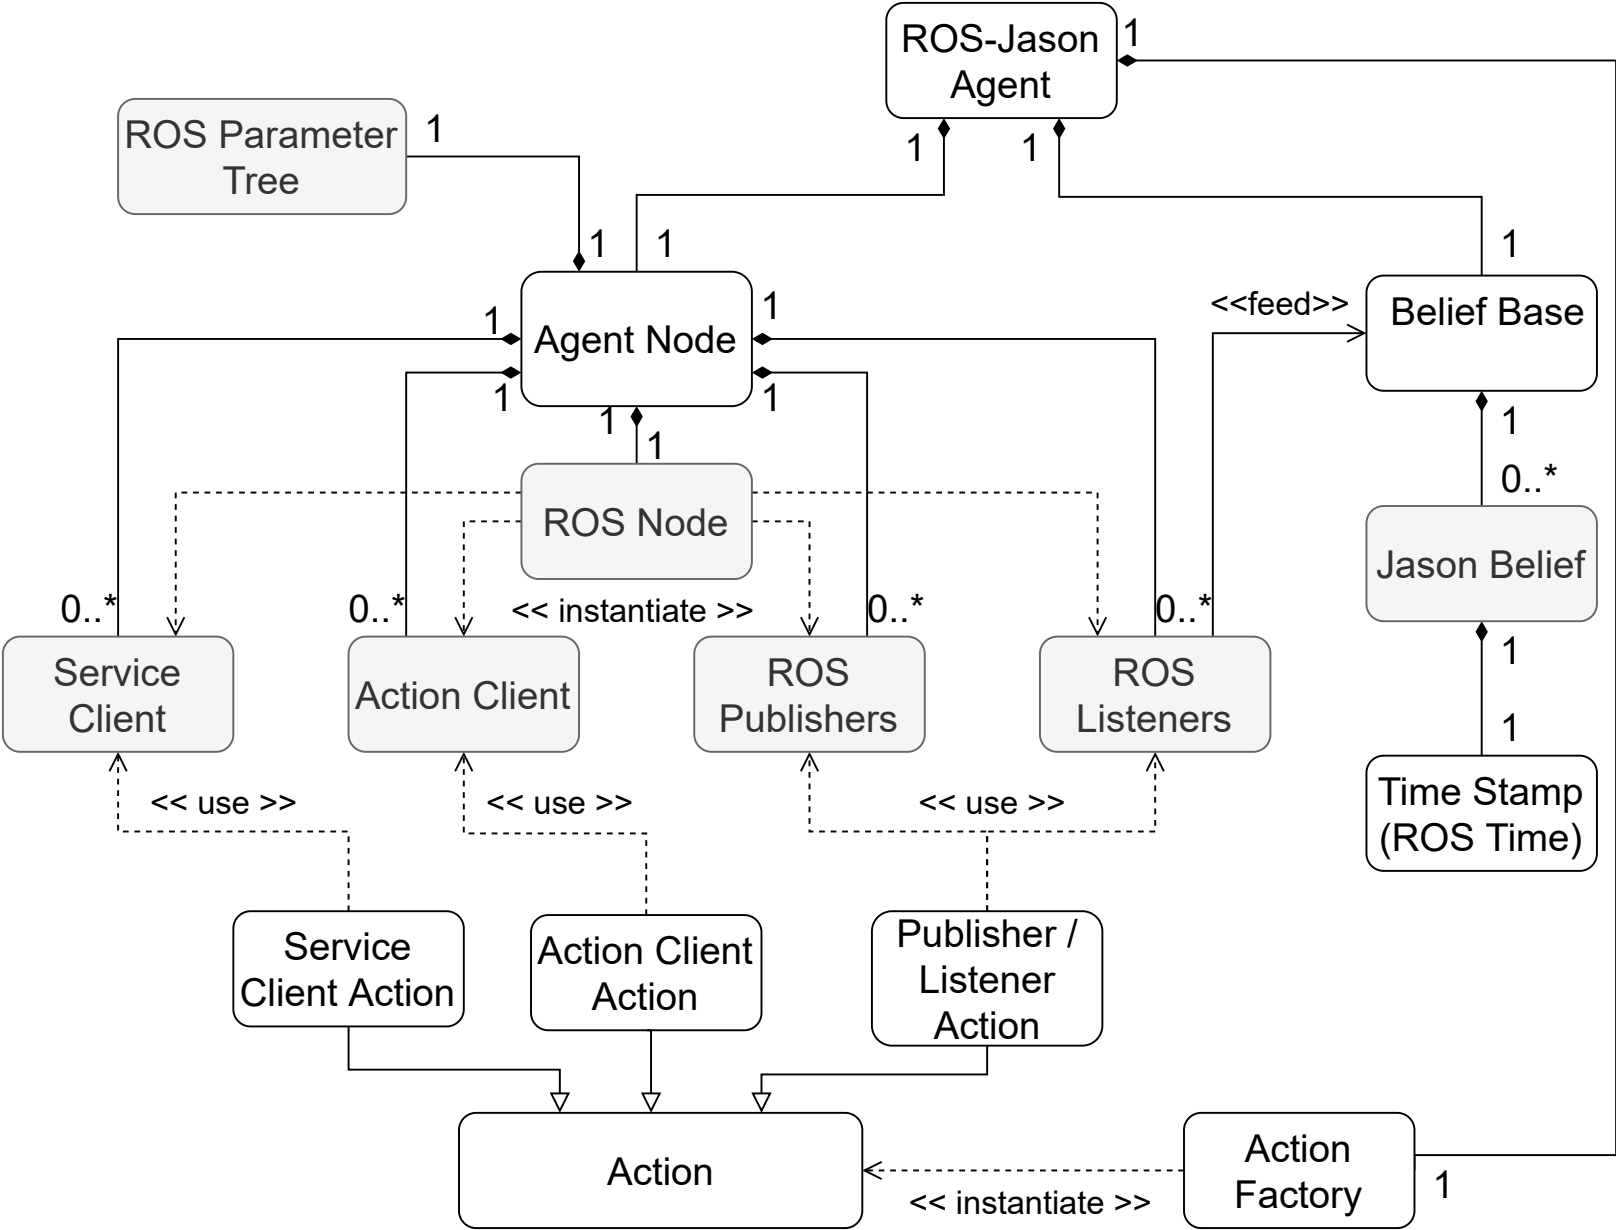 ROS-Jason
Agent
1
1
1
ROS Parameter
Tree
1
1
1
1
Agent Node
1
1
1
1
1
1
<<feed>>
Belief Base
1
0..*
Jason Belief
1
1
Time Stamp
(ROS Time)
ROS Node
<< instantiate >>
0..*
0..*
0..*
0..*
Service
Client
Action Client
ROS
Publishers
ROS
Listeners
<< use >>
<< use >>
<< use >>
Service
Client Action
Action Client
Action
Publisher /
Listener
Action
Action
<< instantiate >>
Action
Factory
1